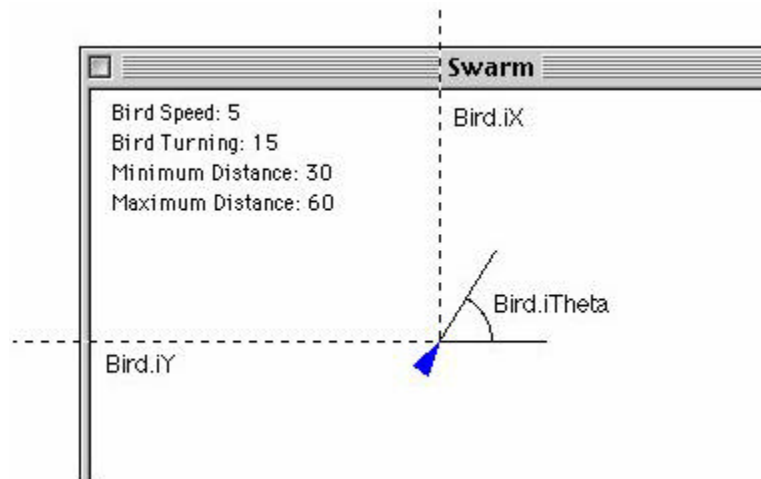 Swarm
Bird Speed: 5
Bird Turning: 15
Minimum Distance: 30
Maximum Distance: 60
Bird.iX
Bird.iTheta
Bird.iY